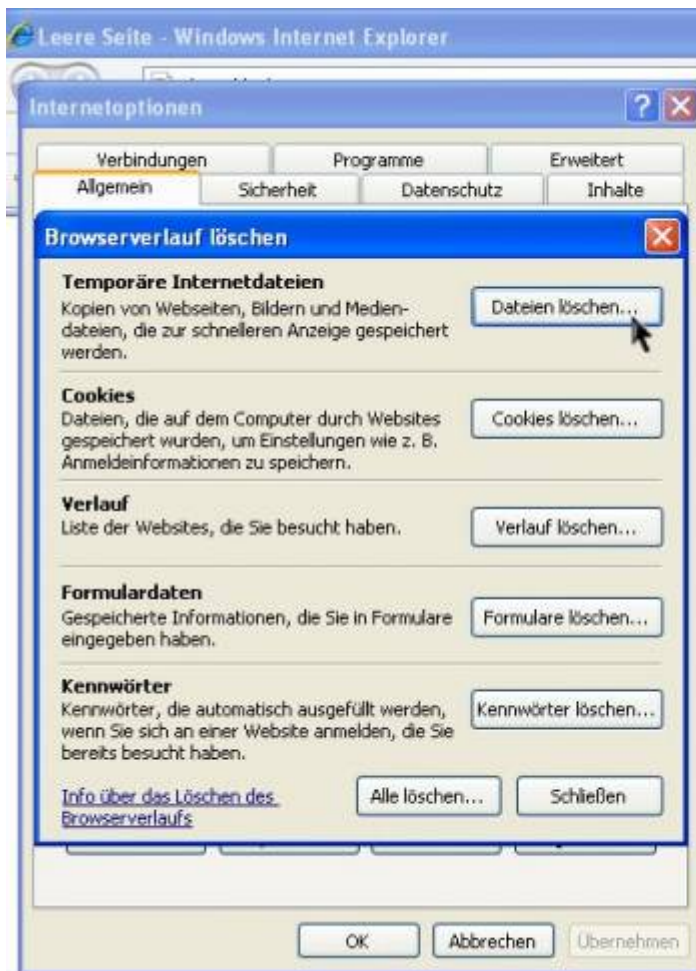 Leere Seite - Windows Internet Explorer
Internetoptionen
Verbindungen Programme Erweitert
Allgemein Sicherheit Datenschutz Inhalte
Browserverlauf löschen
Temporäre Internetdateien
Kopien von Webseiten, Bildern und Medien-
dateien, die zur schnelleren Anzeige gespeichert
werden.
Dateien löschen...
Cookies
Dateien, die auf dem Computer durch Websites
gespeichert wurden, um Einstellungen wie z. B.
Anmeldeinformationen zu speichern.
Cookies löschen...
Verlauf
Liste der Websites, die Sie besucht haben.
Verlauf löschen...
Formulardaten
Gespeicherte Informationen, die Sie in Formulare
eingegeben haben.
Formulare löschen...
Kennwörter
Kennwörter, die automatisch ausgefüllt werden,
wenn Sie sich an einer Website anmelden, die Sie
bereits besucht haben.
Kennwörter löschen...
Info über das Löschen des
Browserverlaufs
Alle löschen... Schließen
OK Abbrechen Übernehmen